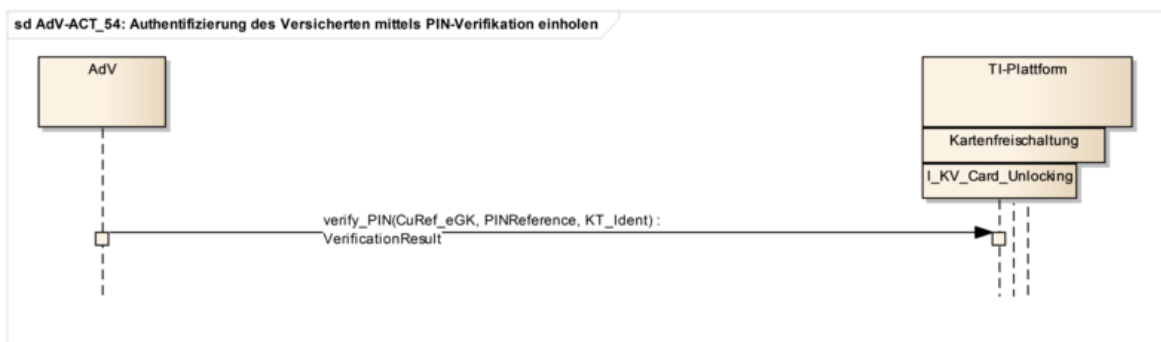 sd AdV-ACT_54: Authentifizierung des Versicherten mittels PIN-Verifikation einholen
AdV
TI-Plattform
Kartenfreischaltung
I_KV_Card_Unlocking
verify_PIN(CuRef_eGK, PINReference, KT_Ident) :
VerificationResult